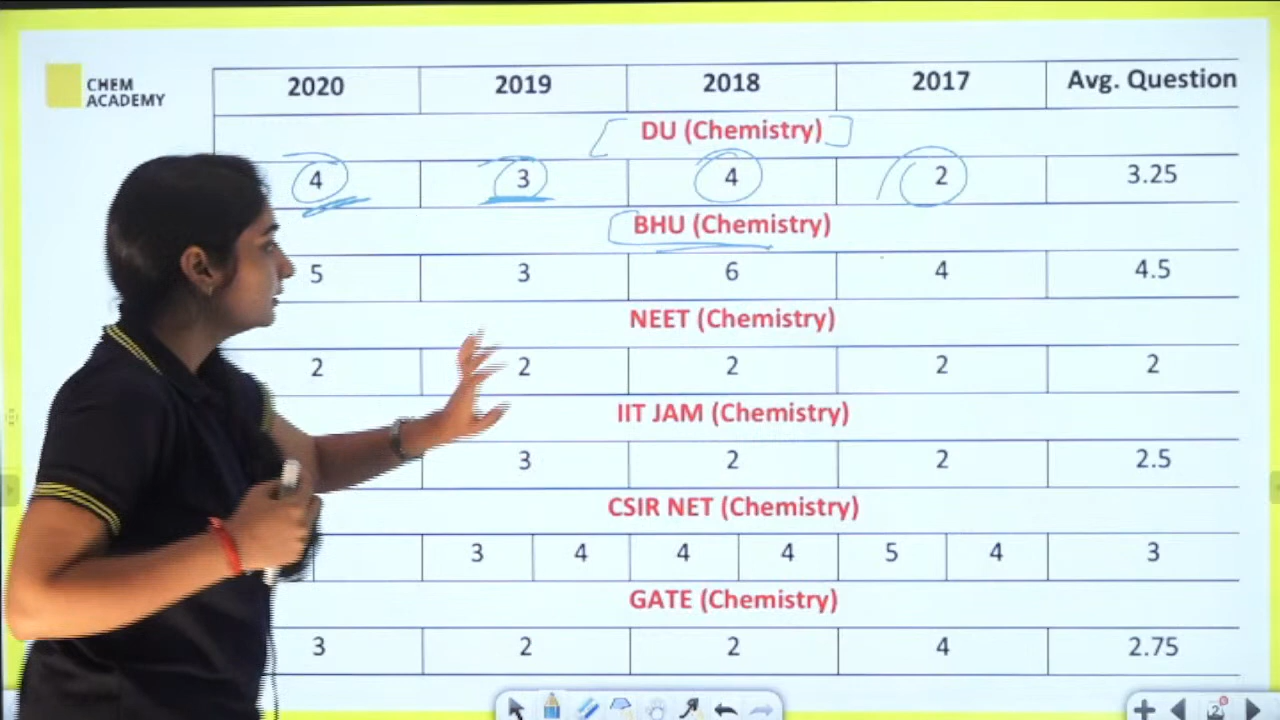 CHEM
ACADEMY
2020 2019 2018 2017 Avg. Question
DU (Chemistry)
4 3 4 2 3.25
BHU (Chemistry)
5 3 6 4 4.5
NEET (Chemistry)
2 2 2 2 2
IIT JAM (Chemistry)
3 2 2 2.5
CSIR NET (Chemistry)
3 4 4 4 5 4 3
GATE (Chemistry)
3 2 2 4 2.75
2